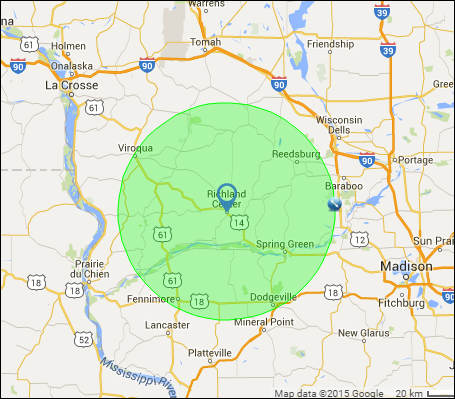 Warrens
39
61
Holmen
Tomah
Friendship
90
Onalaska
90
39
La Crosse
90
Gree
61
Wisconsin
Dells
Viroqua
Reedsburg
90
Portage
Baraboo
Richland
Center
14
61
12
Sun Prai
Spring Green
Prairie
du Chien
61
Madison
18
18
18
18
Fennimore
Dodgeville
Fitchburg
90
Lancaster
Mineral Point
52
New Glarus
Platteville
Mississippi River
J
Map data ©2015 Google
20 km